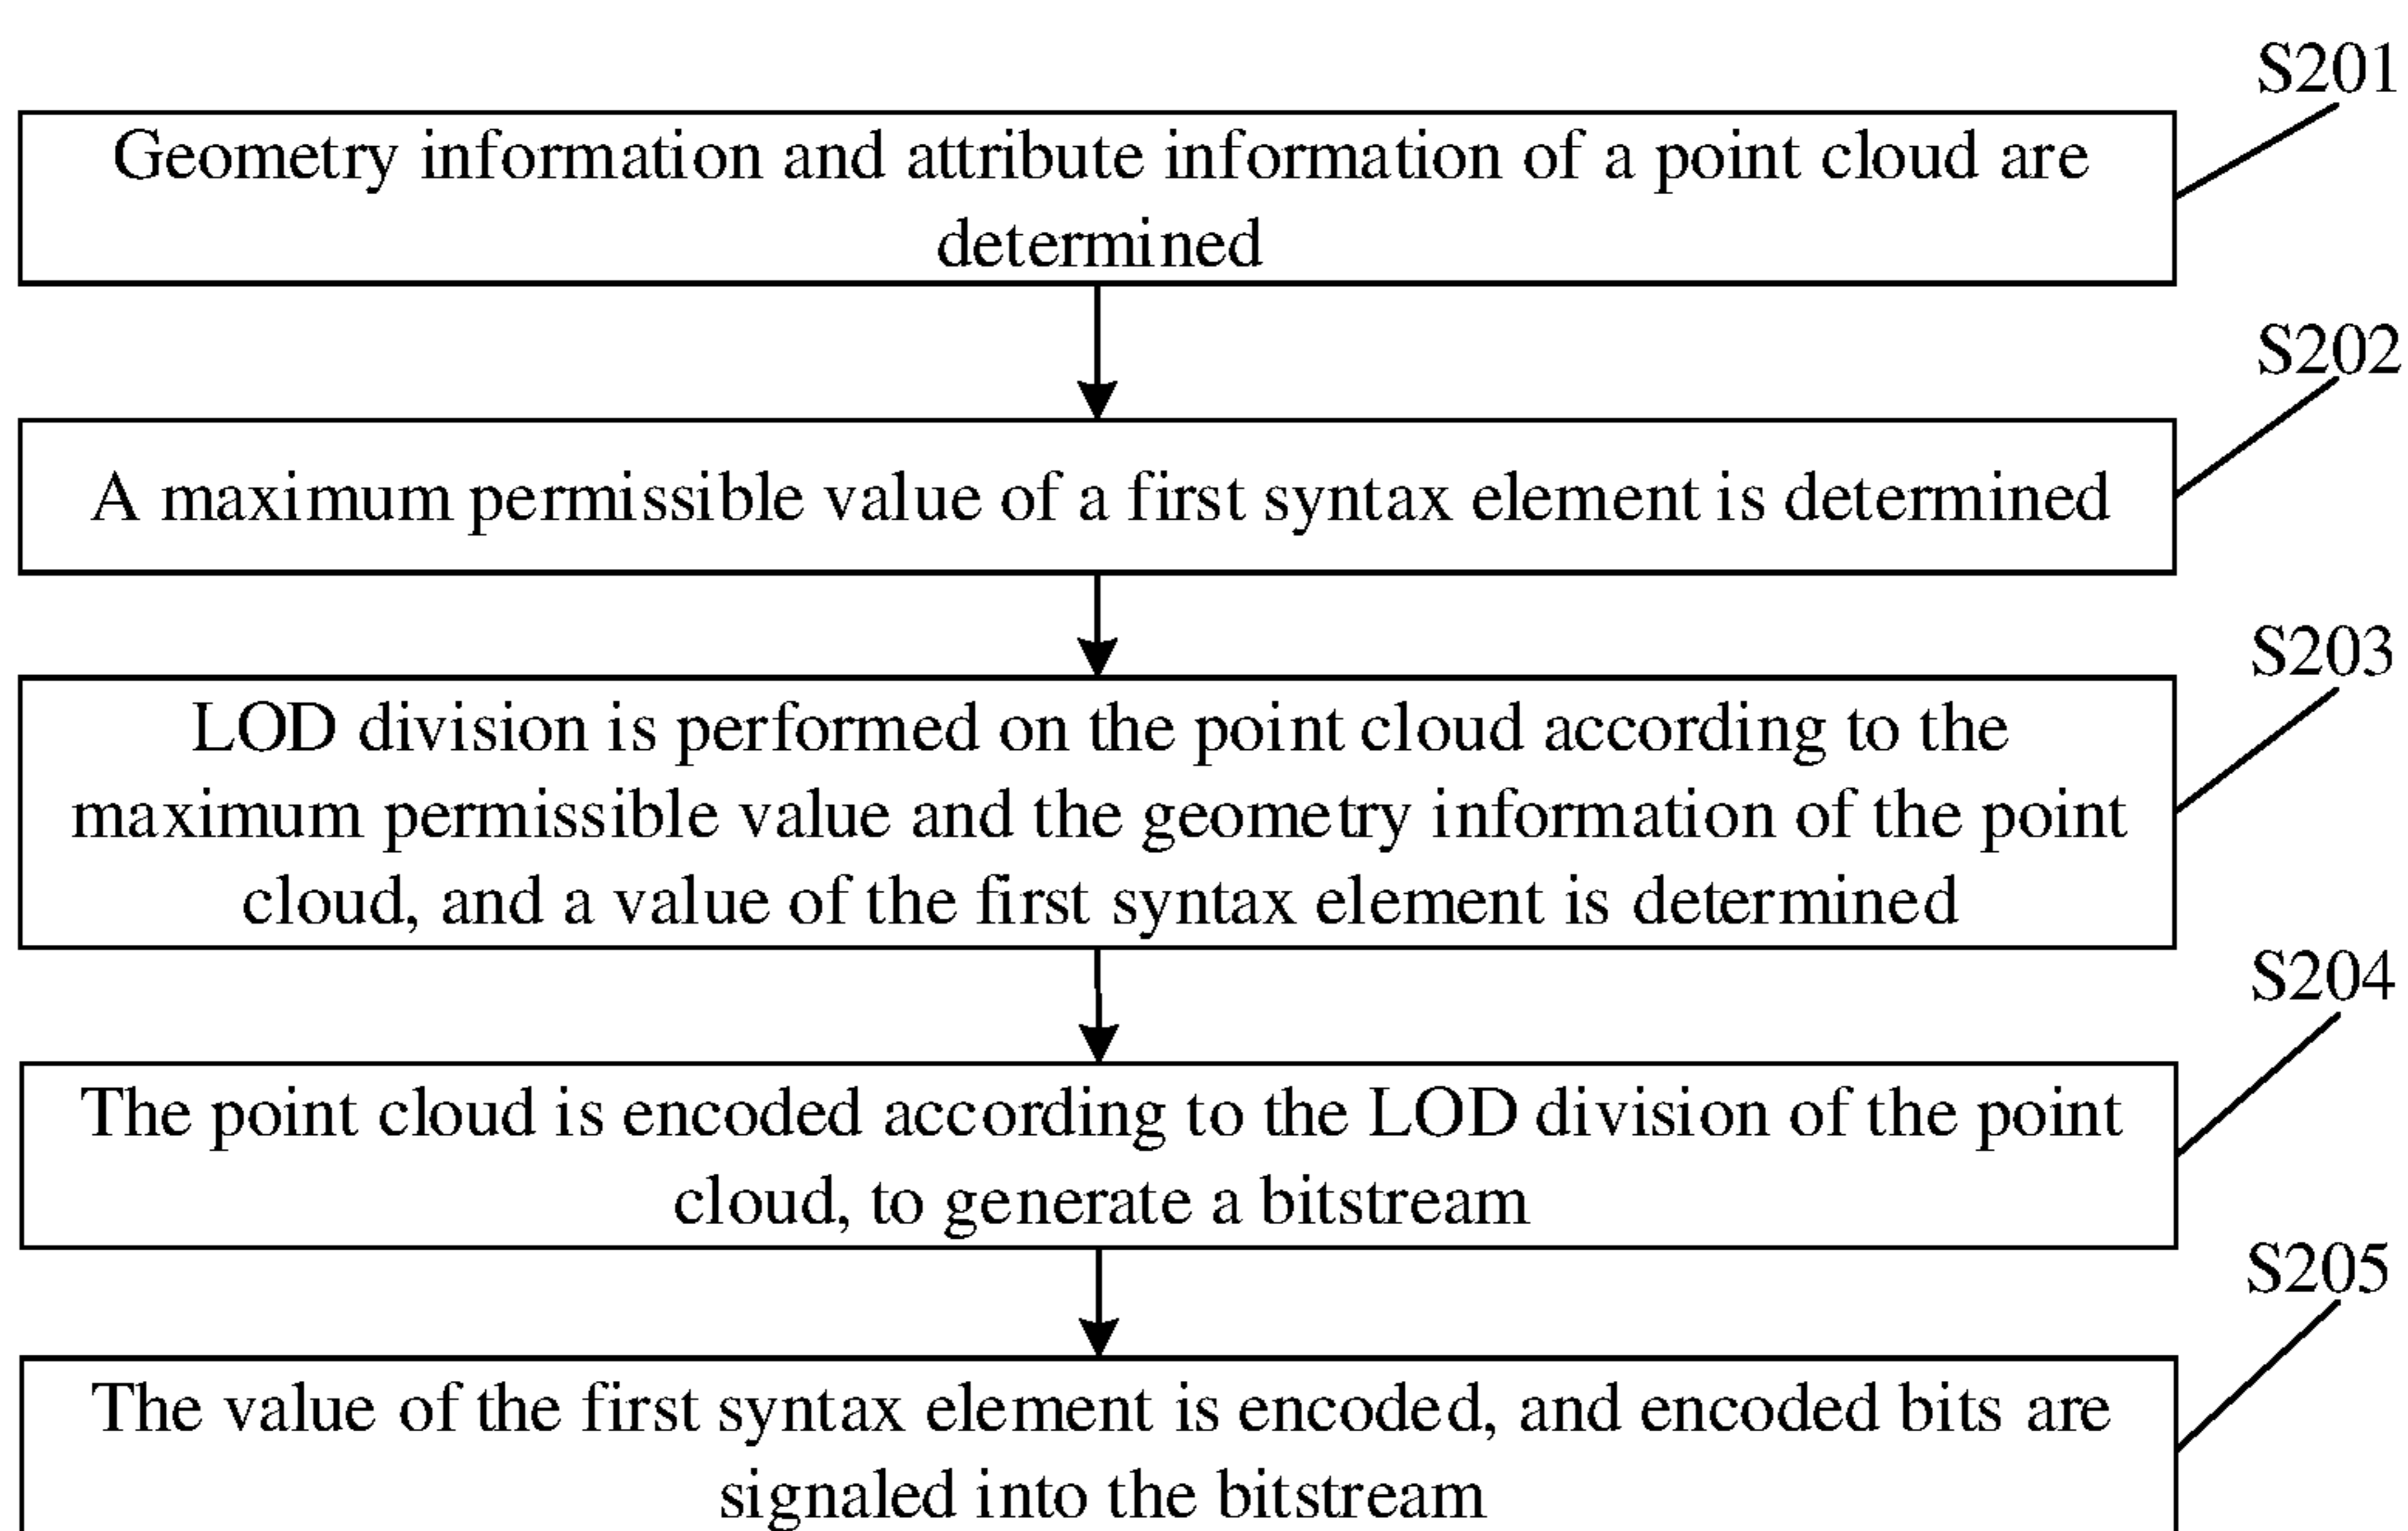 S201
Geometry information and attribute information of a point cloud are
determined
S202
A maximum permissible value of a first syntax element is determined
S203
LOD division is performed on the point cloud according to the
maximum permissible value and the geometry information of the point
cloud, and a value of the first syntax element is determined
S204
The point cloud is encoded according to the LOD division of the point
cloud, to generate a bitstream
S205
The value of the first syntax element is encoded, and encoded bits are
signaled into the bitstream